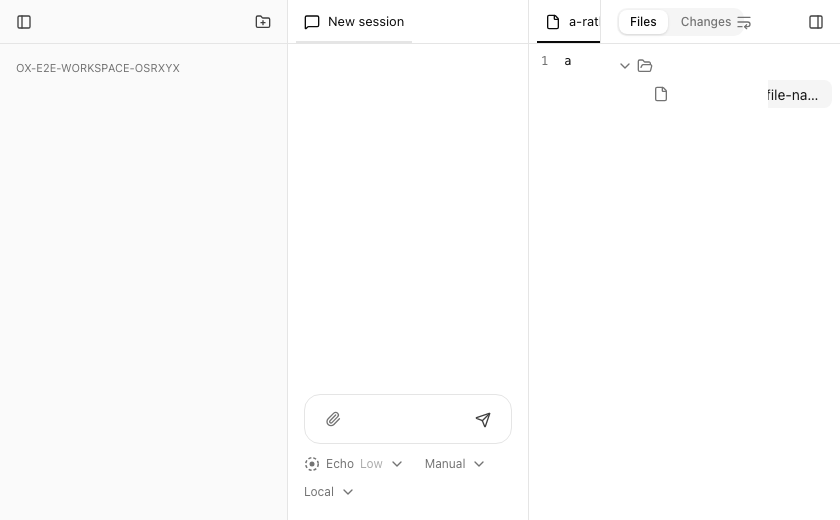 New session
a-rat
Files
Changes
OX-E2E-WORKSPACE-OSRXYX
1 a
file-na...
Echo Low
Manual
Local